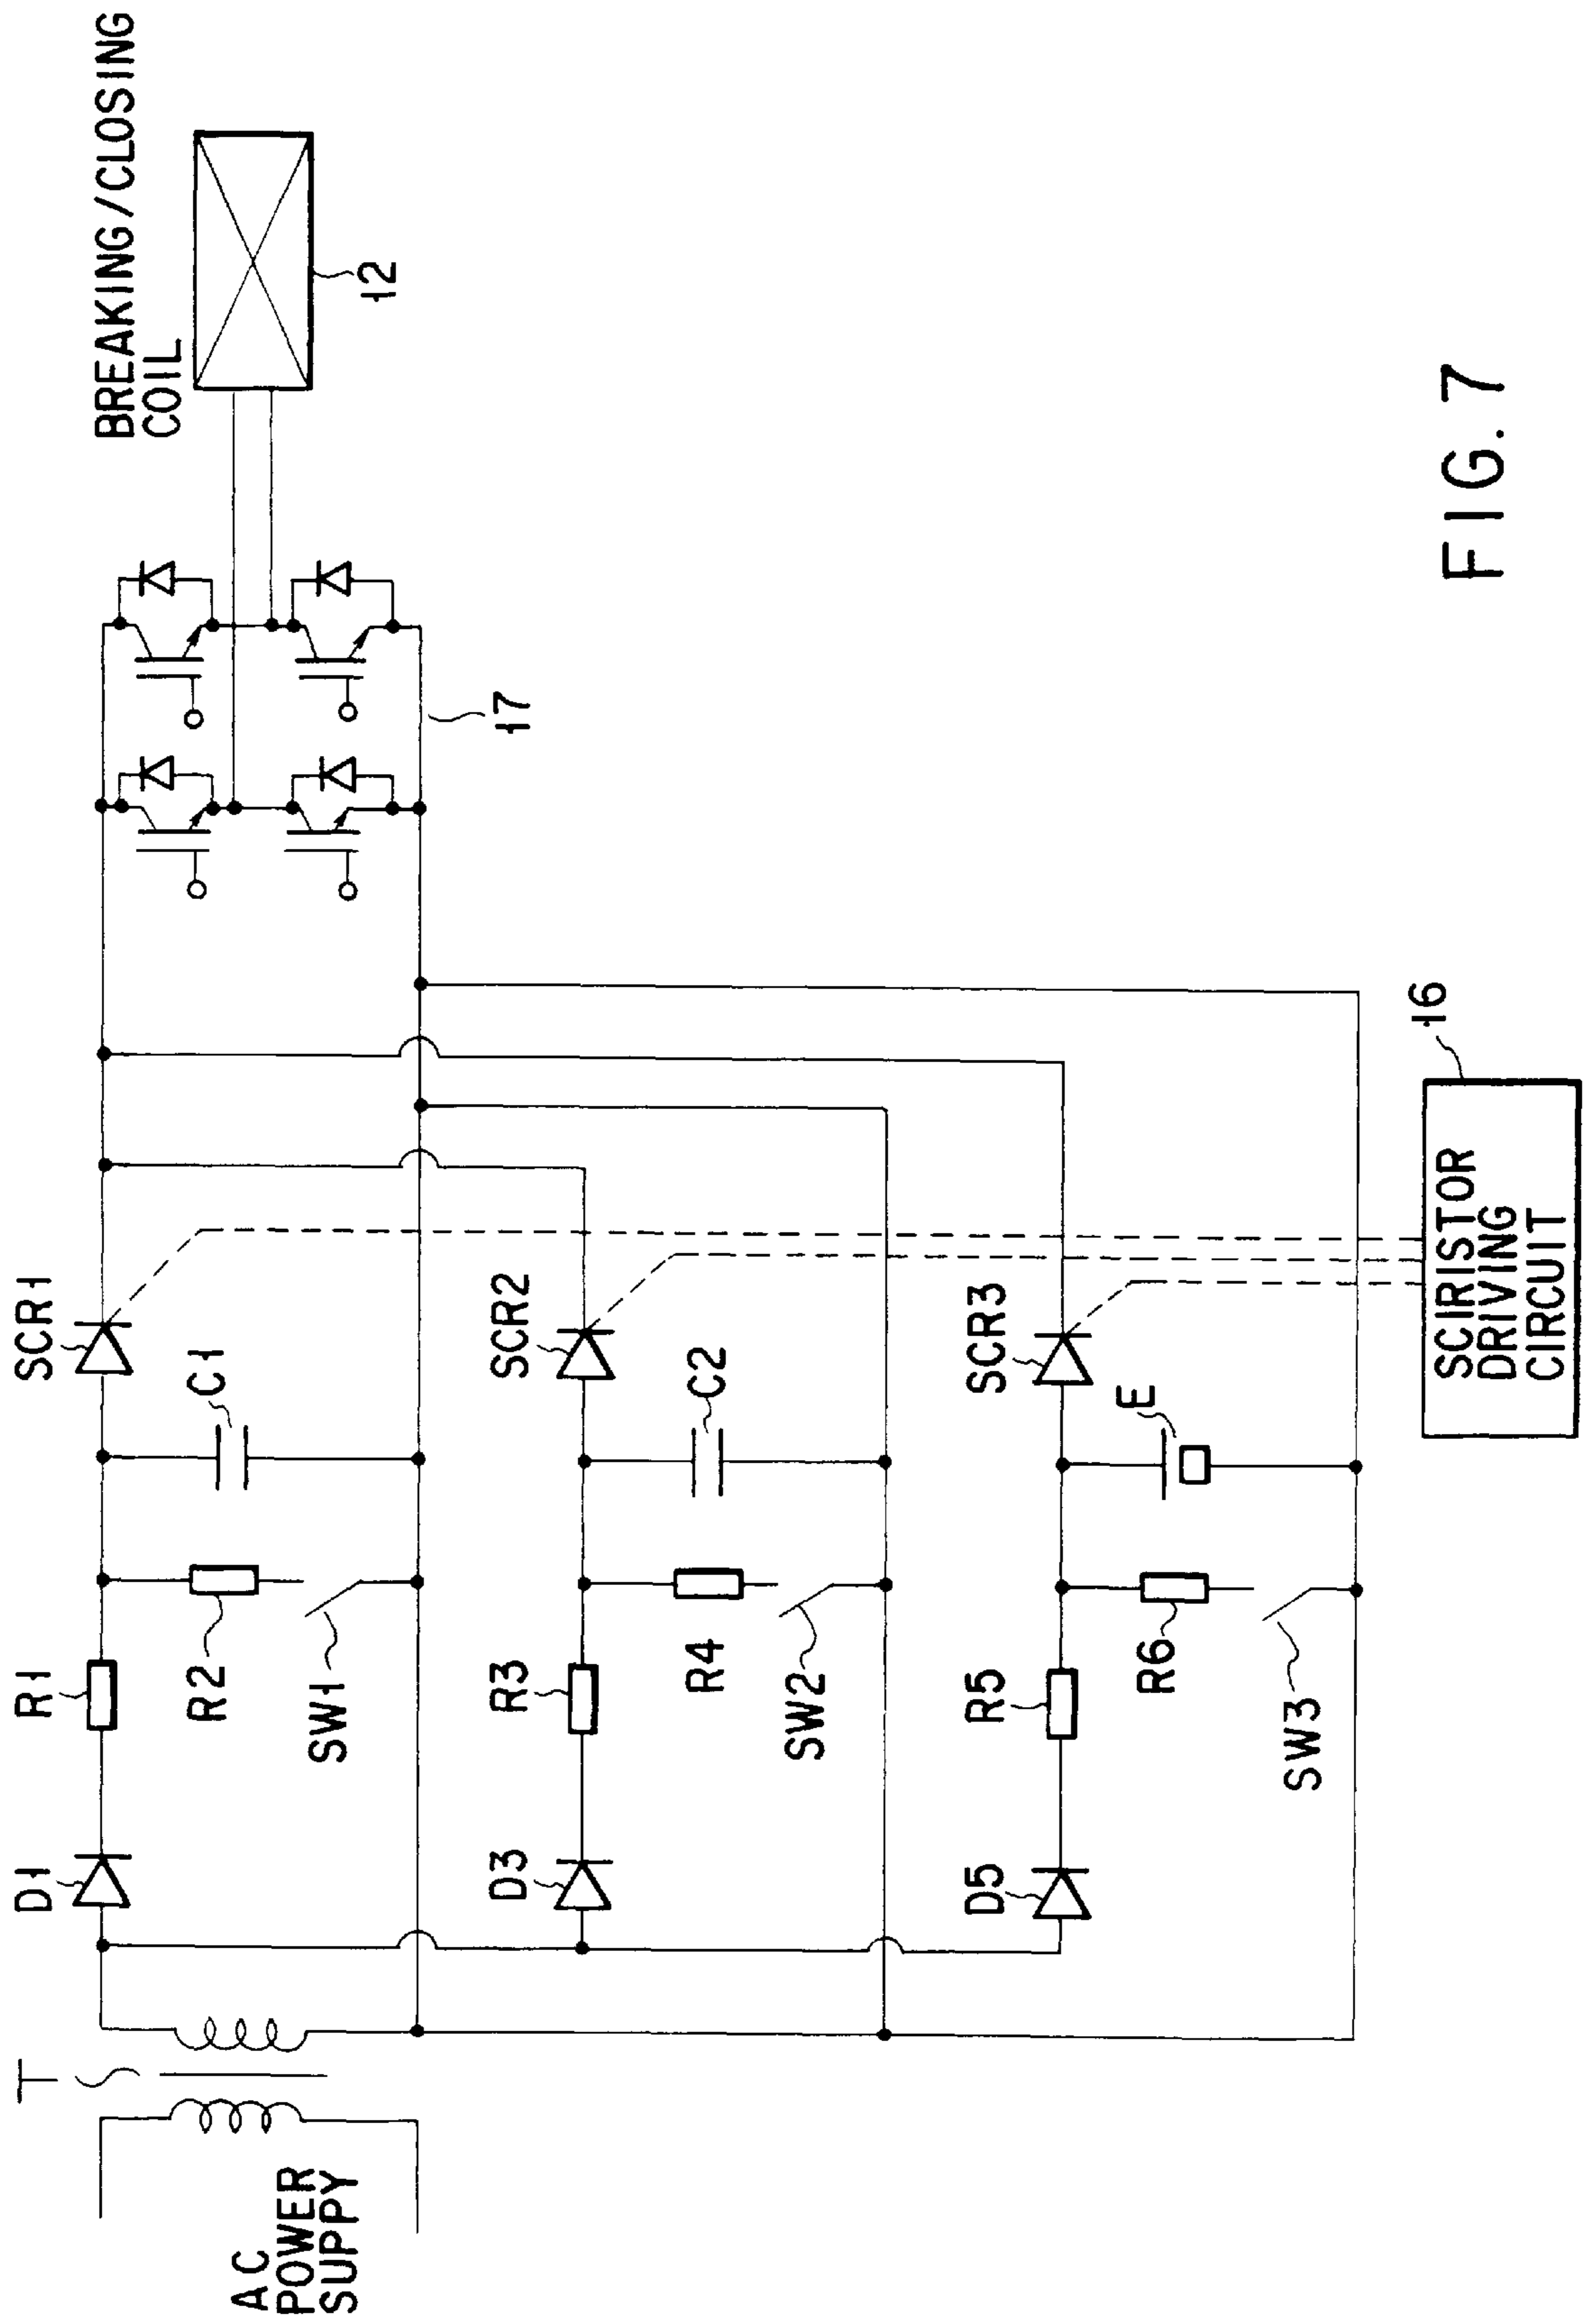 AC
POWER
SUPPY
T
D1
R1
SCR1
R2
SW1
C1
D3
R3
SCR2
R4
SW2
C2
D5
R5
SCR3
R6
SW3
E
17
BREAKING/CLOSING
COIL
12
16
SCIRISTOR
DRIVING
CIRCUIT
FIG. 7